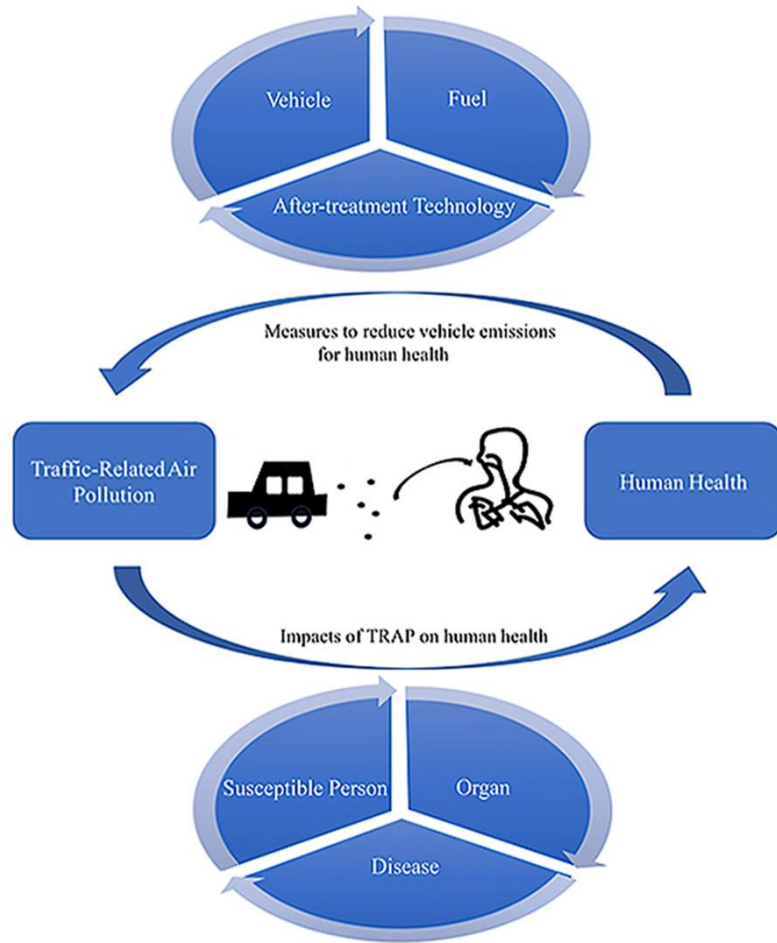 Vehicle
Fuel
After-treatment Technology
Measures to reduce vehicle emissions
for human health
Traffic-Related Air
Pollution
Human Health
Impacts of TRAP on human health
Susceptible Person
Organ
Disease